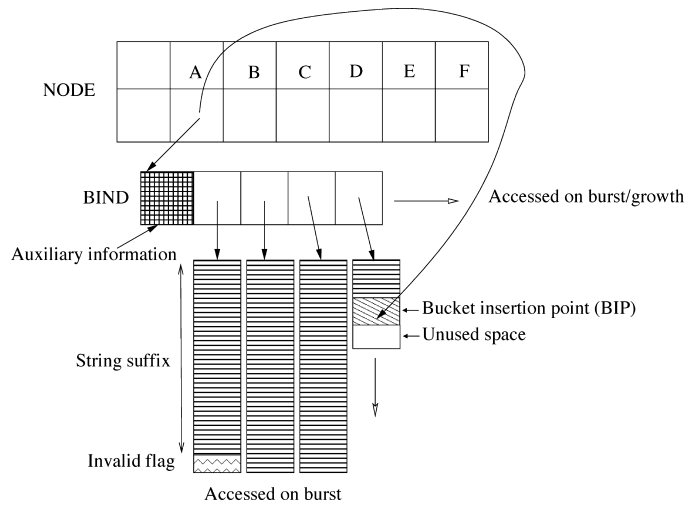 A B C D E F
NODE
BIND
Accessed on burst/growth
Auxiliary information
Bucket insertion point (BIP)
Unused space
String suffix
Invalid flag
Accessed on burst